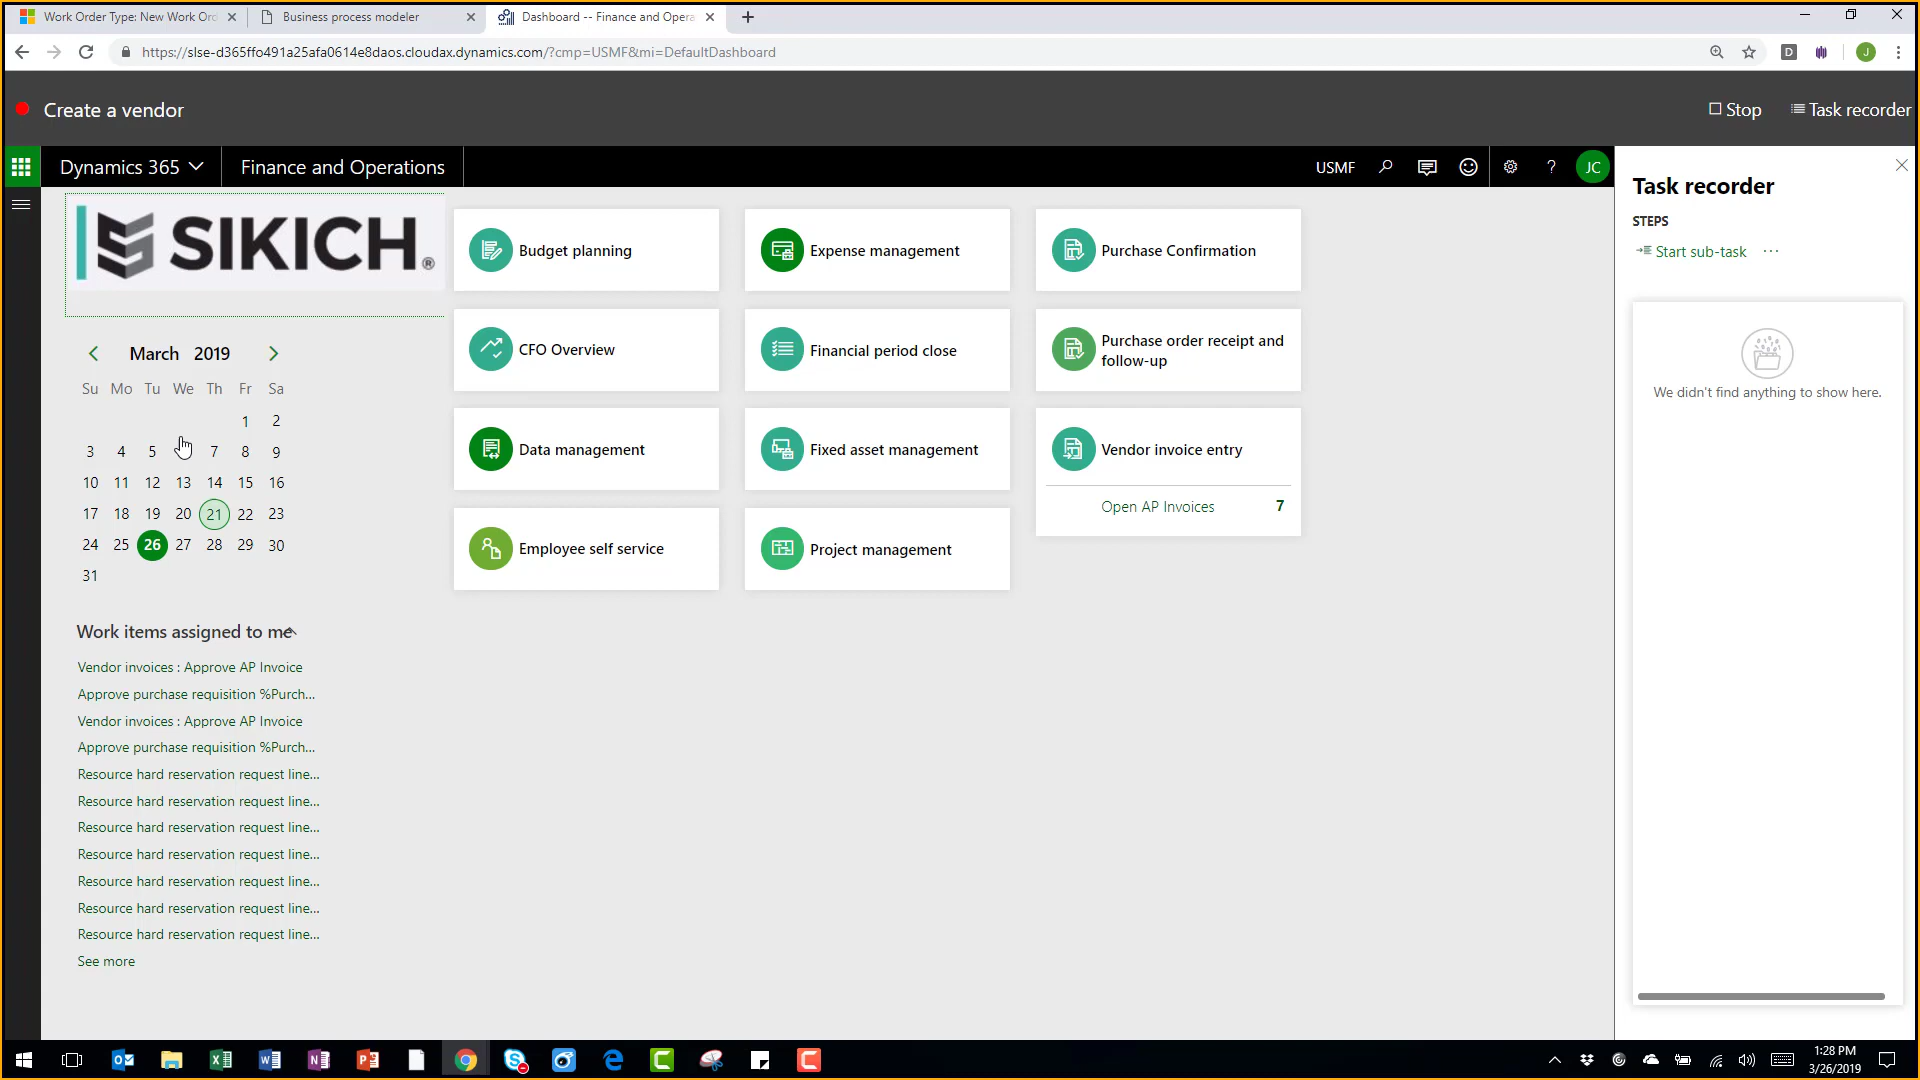 Work Order Type: New Work Ord
Business process modeler
Dashboard -- Finance and Opera
https://slse-d365ffo491a25afa0614e8daos.cloudax.dynamics.com/?cmp=USMF&mi=DefaultDashboard
D
J
Create a vendor
Stop
Task recorder
Dynamics 365
Finance and Operations
USMF
?
JC
SIKICH®
March 2019
Su Mo Tu We Th Fr Sa
1 2
3 4 5 7 8 9
10 11 12 13 14 15 16
17 18 19 20 21 22 23
24 25 26 27 28 29 30
31
Work items assigned to me
Vendor invoices : Approve AP Invoice
Approve purchase requisition %Purch...
Vendor invoices : Approve AP Invoice
Approve purchase requisition %Purch...
Resource hard reservation request line...
Resource hard reservation request line...
Resource hard reservation request line...
Resource hard reservation request line...
Resource hard reservation request line...
Resource hard reservation request line...
Resource hard reservation request line...
See more
Budget planning
Expense management
Purchase Confirmation
CFO Overview
Financial period close
Purchase order receipt and
follow-up
Data management
Fixed asset management
Vendor invoice entry
Open AP Invoices 7
Employee self service
Project management
Task recorder
STEPS
Start sub-task ...
We didn't find anything to show here.
1:28 PM
3/26/2019